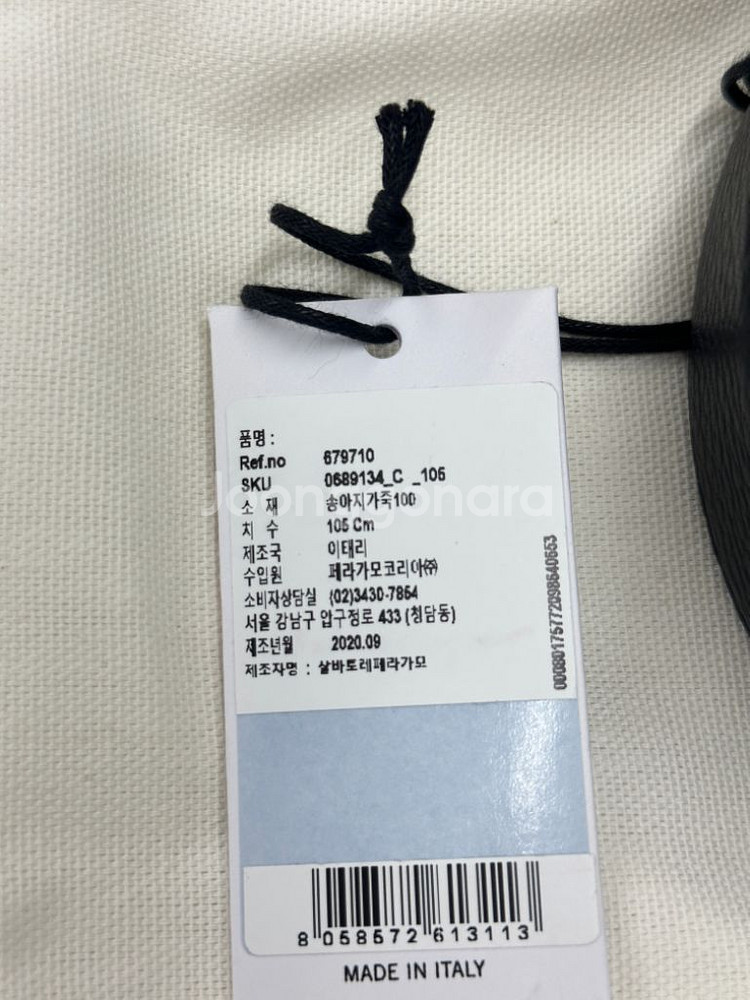 품명 :
Ref.no 679710
SKU 0689134_C _105
소 재 송아지가죽100
치 수 105 Cm
제조국 이태리
수입원 페라가모코리아㈜
소비자상담실 (02)3430-7854
서울 강남구 압구정로 433 (청담동)
제조년월 2020.09
제조자명 : 살바토레페라가모
Joonggonara
8 058572 613113
MADE IN ITALY